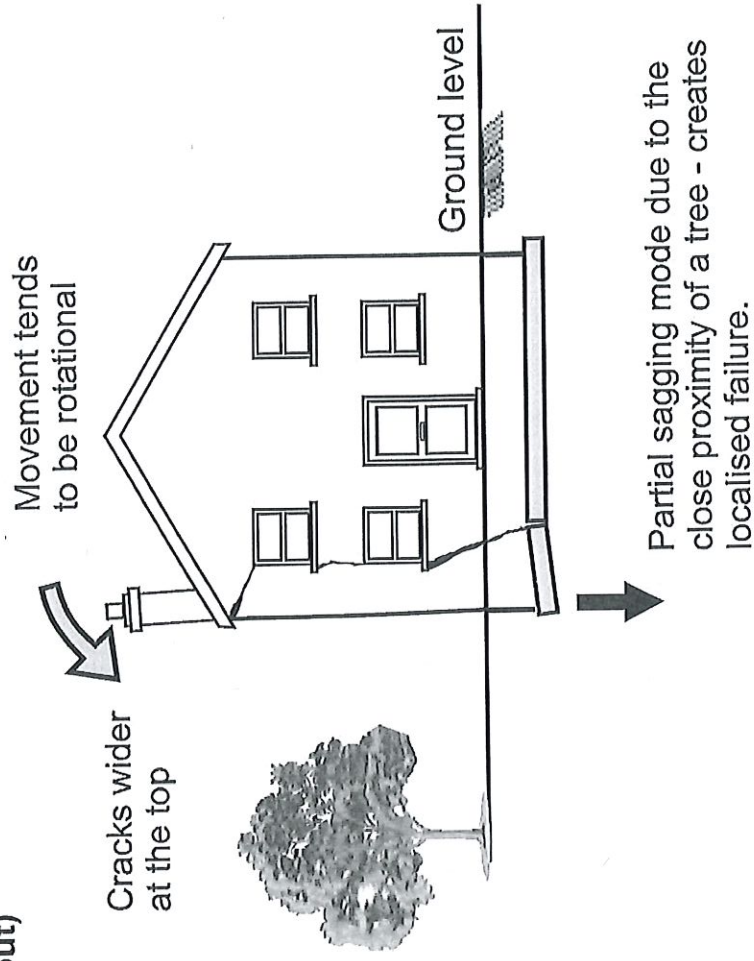 out)
Movement tends
to be rotational
Cracks wider
at the top
Ground level
Partial sagging mode due to the
close proximity of a tree - creates
localised failure.